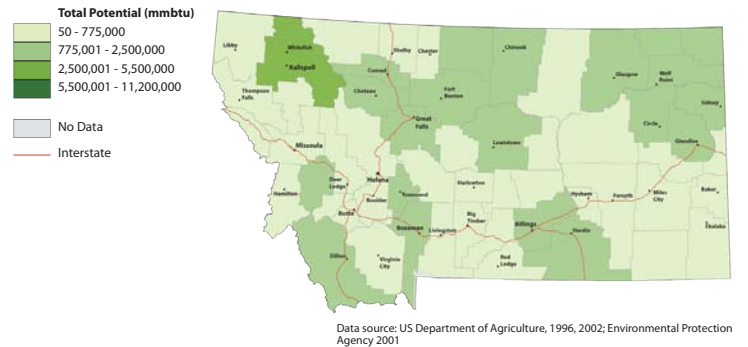 Total Potential (mmbtu)
50 - 775,000
775,001 - 2,500,000
2,500,001 - 5,500,000
5,500,001 - 11,200,000
No Data
Interstate
Libby
Whitefish
Kalispell
Thompson
Falls
Shelby
Chester
Chinook
Conrad
Choteau
Fort
Benton
Great
Falls
Glasgow
Wolf
Point
Sidney
Circle
Glendive
Lewistown
Missoula
Helena
Deer
Lodge
Hamilton
Boulder
Townsend
Harlowton
Butte
Bozeman
Livingston
Big
Timber
Billings
Hardin
Hysham
Forsyth
Miles
City
Baker
Ekalaka
Red
Lodge
Dillon
Virginia
City
Data source: US Department of Agriculture, 1996, 2002; Environmental Protection
Agency 2001